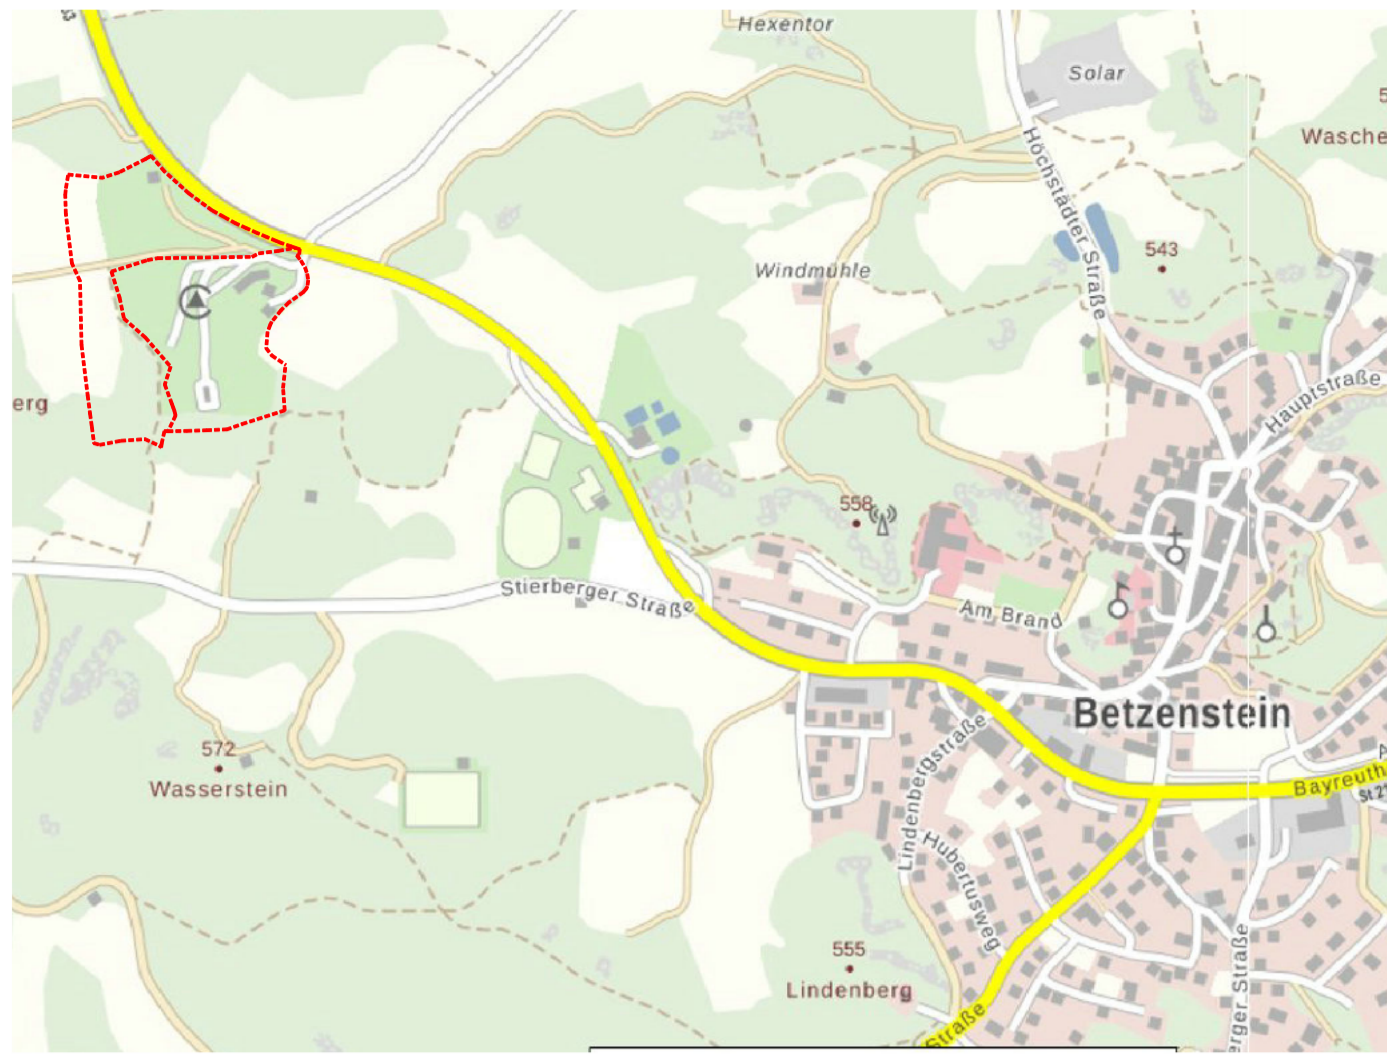 Hexentor
Solar
Wasche
Höchstädter Straße
543
Windmühle
Hauptstraße
erg
558
Stierberger Straße
Am Brand
Betzenstein
572
Wasserstein
Lindenbergstraße
Bayreuth
St 2
Hubertusweg
555
Lindenberg
Straße
erger Straße